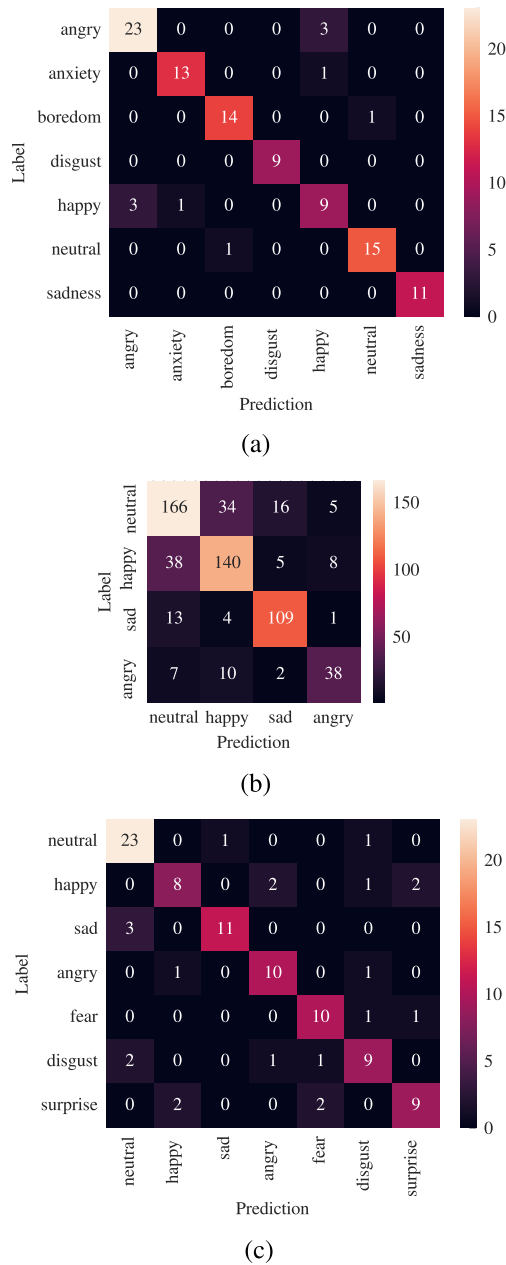 angry 23 0 0 0 3 0 0
anxiety 0 13 0 0 1 0 0
boredom 0 0 14 0 0 1 0
disgust 0 0 0 9 0 0 0
happy 3 1 0 0 9 0 0
neutral 0 0 1 0 0 15 0
sadness 0 0 0 0 0 0 11
Label
angry anxiety boredom disgust happy neutral sadness
Prediction
20
15
10
5
0
(a)
neutral 166 34 16 5
happy 38 140 5 8
sad 13 4 109 1
angry 7 10 2 38
Label
neutral happy sad angry
Prediction
150
100
50
(b)
neutral 23 0 1 0 0 1 0
happy 0 8 0 2 0 1 2
sad 3 0 11 0 0 0 0
angry 0 1 0 10 0 1 0
fear 0 0 0 0 10 1 1
disgust 2 0 0 1 1 9 0
surprise 0 2 0 0 2 0 9
Label
neutral happy sad angry fear disgust surprise
Prediction
20
15
10
5
0
(c)